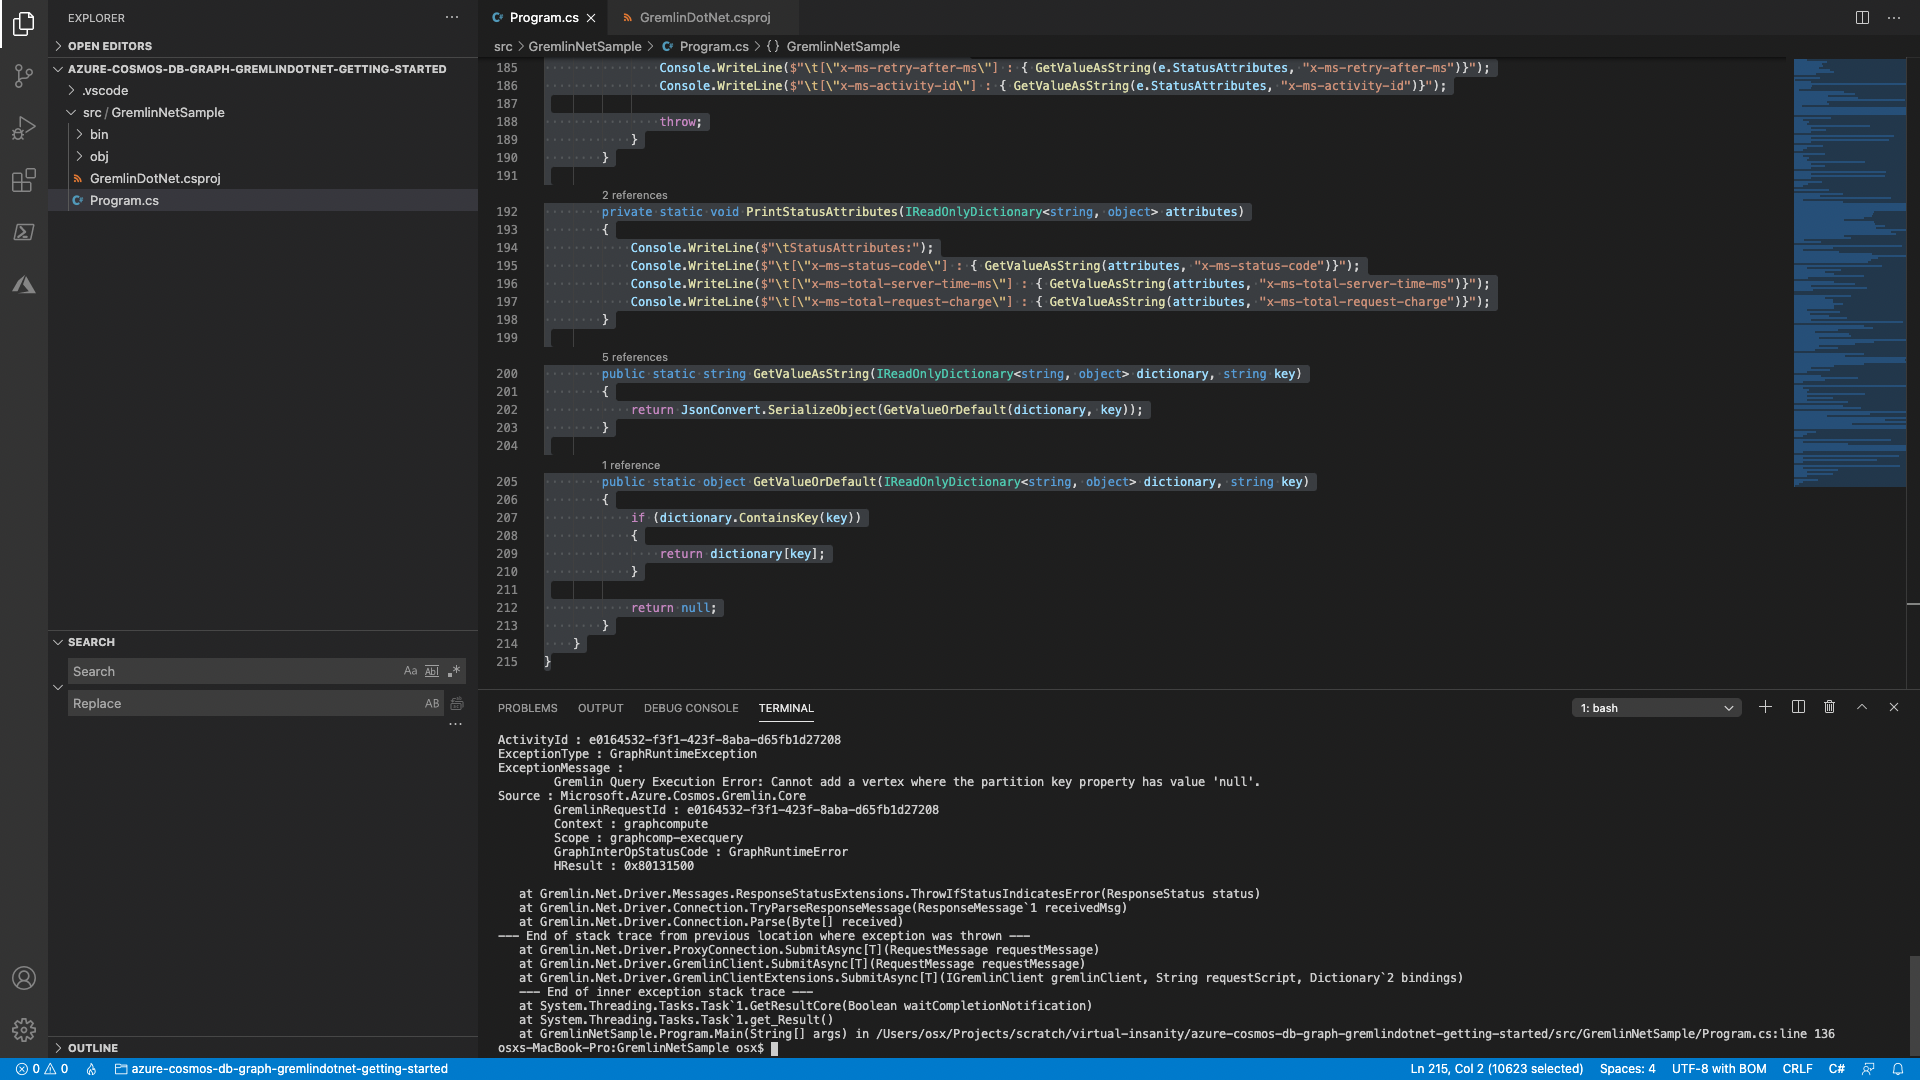 EXPLORER
OPEN EDITORS
AZURE-COSMOS-DB-GRAPH-GREMLINDOTNET-GETTING-STARTED
.vscode
src / GremlinNetSample
bin
obj
GremlinDotNet.csproj
Program.cs
SEARCH
Search
Aa
Abl
.*
Replace
AB
OUTLINE
Program.cs
GremlinDotNet.csproj
src > GremlinNetSample > Program.cs > {} GremlinNetSample
185 Console.WriteLine($"\t[\"x-ms-retry-after-ms\"] : { GetValueAsString(e.StatusAttributes, "x-ms-retry-after-ms")}");
186 Console.WriteLine($"\t[\"x-ms-activity-id\"] : { GetValueAsString(e.StatusAttributes, "x-ms-activity-id")}");
187
188 throw;
189 }
190 }
191
2 references
192 private static void PrintStatusAttributes(IReadOnlyDictionary<string, object> attributes)
193 {
194 Console.WriteLine($"\tStatusAttributes:");
195 Console.WriteLine($"\t[\"x-ms-status-code\"] : { GetValueAsString(attributes, "x-ms-status-code")}");
196 Console.WriteLine($"\t[\"x-ms-total-server-time-ms\"] : { GetValueAsString(attributes, "x-ms-total-server-time-ms")}");
197 Console.WriteLine($"\t[\"x-ms-total-request-charge\"] : { GetValueAsString(attributes, "x-ms-total-request-charge")}");
198 }
199
5 references
200 public static string GetValueAsString(IReadOnlyDictionary<string, object> dictionary, string key)
201 {
202 return JsonConvert.SerializeObject(GetValueOrDefault(dictionary, key));
203 }
204
1 reference
205 public static object GetValueOrDefault(IReadOnlyDictionary<string, object> dictionary, string key)
206 {
207 if (dictionary.ContainsKey(key))
208 {
209 return dictionary[key];
210 }
211
212 return null;
213 }
214 }
215 }
PROBLEMS OUTPUT DEBUG CONSOLE TERMINAL
1: bash
ActivityId : e0164532-f3f1-423f-8aba-d65fb1d27208
ExceptionType : GraphRuntimeException
ExceptionMessage :
Gremlin Query Execution Error: Cannot add a vertex where the partition key property has value 'null'.
Source : Microsoft.Azure.Cosmos.Gremlin.Core
GremlinRequestId : e0164532-f3f1-423f-8aba-d65fb1d27208
Context : graphcompute
Scope : graphcomp-execquery
GraphInterOpStatusCode : GraphRuntimeError
HResult : 0x80131500
at Gremlin.Net.Driver.Messages.ResponseStatusExtensions.ThrowIfStatusIndicatesError(ResponseStatus status)
at Gremlin.Net.Driver.Connection.TryParseResponseMessage(ResponseMessage`1 receivedMsg)
at Gremlin.Net.Driver.Connection.Parse(Byte[] received)
--- End of stack trace from previous location where exception was thrown ---
at Gremlin.Net.Driver.ProxyConnection.SubmitAsync[T](RequestMessage requestMessage)
at Gremlin.Net.Driver.GremlinClient.SubmitAsync[T](RequestMessage requestMessage)
at Gremlin.Net.Driver.GremlinClientExtensions.SubmitAsync[T](IGremlinClient gremlinClient, String requestScript, Dictionary`2 bindings)
--- End of inner exception stack trace ---
at System.Threading.Tasks.Task`1.GetResultCore(Boolean waitCompletionNotification)
at System.Threading.Tasks.Task`1.get_Result()
at GremlinNetSample.Program.Main(String[] args) in /Users/osx/Projects/scratch/virtual-insanity/azure-cosmos-db-graph-gremlindotnet-getting-started/src/GremlinNetSample/Program.cs:line 136
osxs-MacBook-Pro:GremlinNetSample osx$
0 0 azure-cosmos-db-graph-gremlindotnet-getting-started
Ln 215, Col 2 (10623 selected) Spaces: 4 UTF-8 with BOM CRLF C#